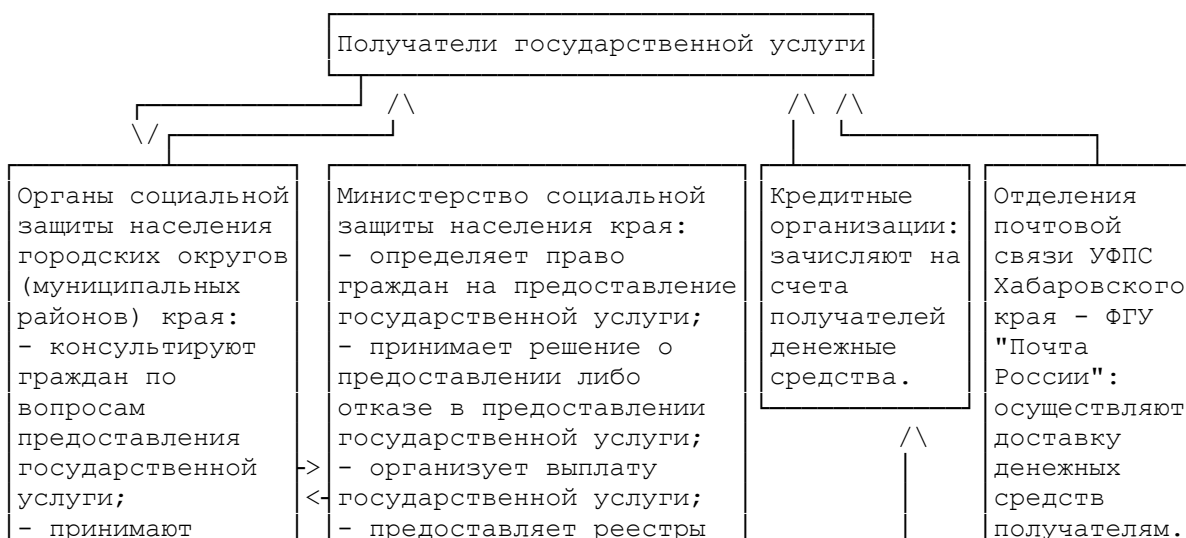 Получатели государственной услуги
Органы социальной
защиты населения
городских округов
(муниципальных
районов) края:
- консультируют
граждан по
вопросам
предоставления
государственной
услуги;
- принимают
Министерство социальной
защиты населения края:
- определяет право
граждан на предоставление
государственной услуги;
- принимает решение о
предоставлении либо
отказе в предоставлении
государственной услуги;
- организует выплату
государственной услуги;
- предоставляет реестры
Кредитные
организации:
зачисляют на
счета
получателей
денежные
средства.
Отделения
почтовой
связи УФПС
Хабаровского
края - ФГУ
"Почта
России":
осуществляют
доставку
денежных
средств
получателям.